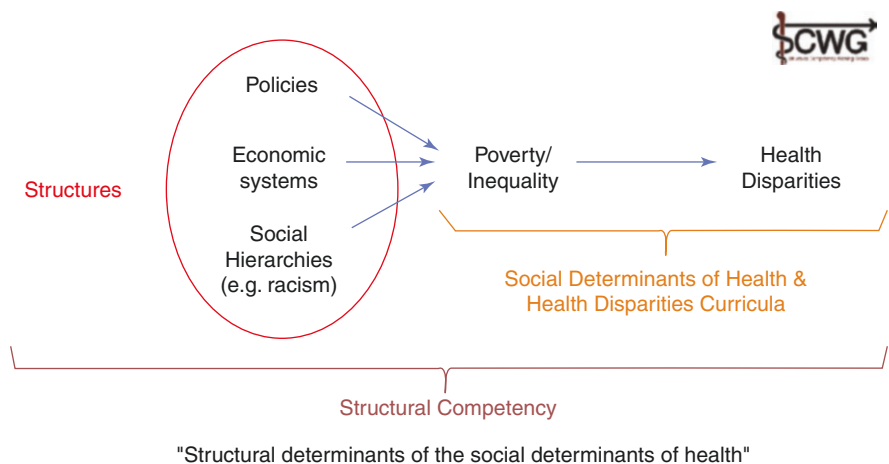 SCWG
Policies
Economic
systems
Social
Hierarchies
(e.g. racism)
Structures
Poverty/
Inequality
Health
Disparities
Social Determinants of Health &
Health Disparities Curricula
Structural Competency
"Structural determinants of the social determinants of health"